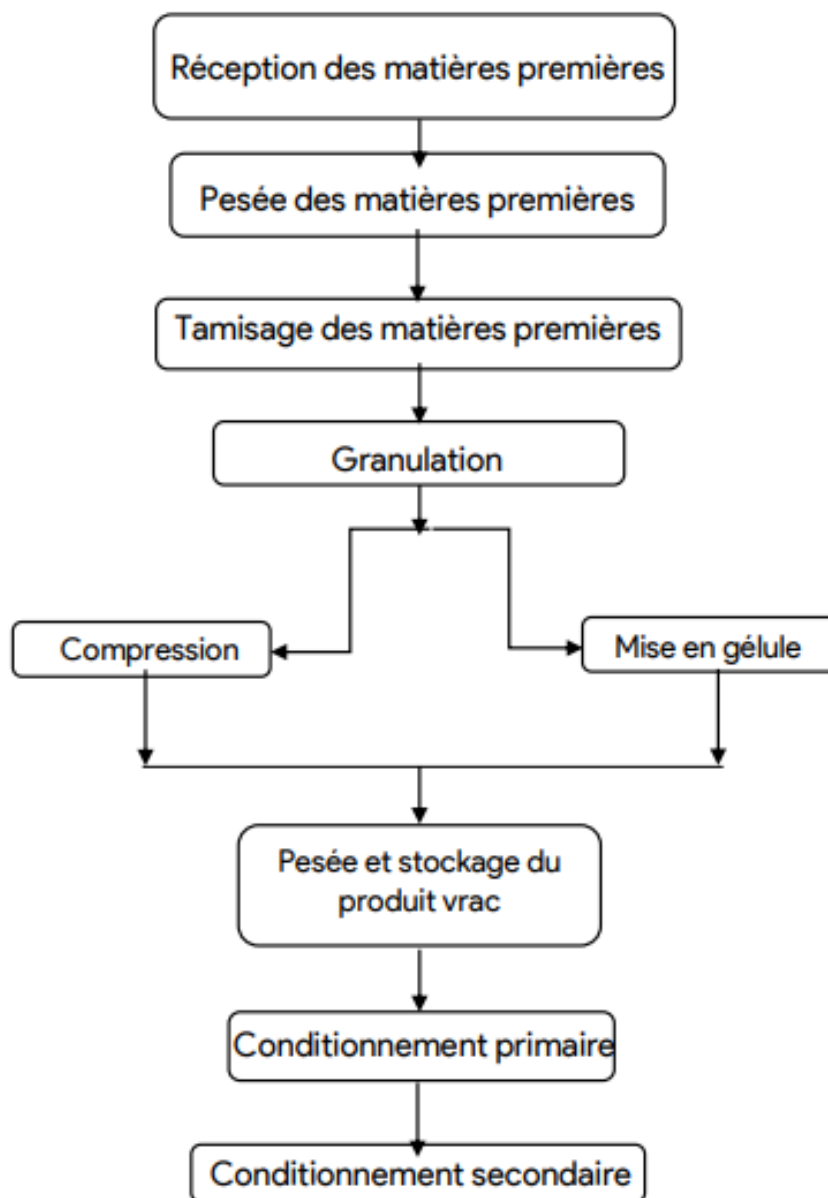 Réception des matières premières
Pesée des matières premières
Tamisage des matières premières
Granulation
Compression
Mise en gélule
Pesée et stockage du
produit vrac
Conditionnement primaire
Conditionnement secondaire